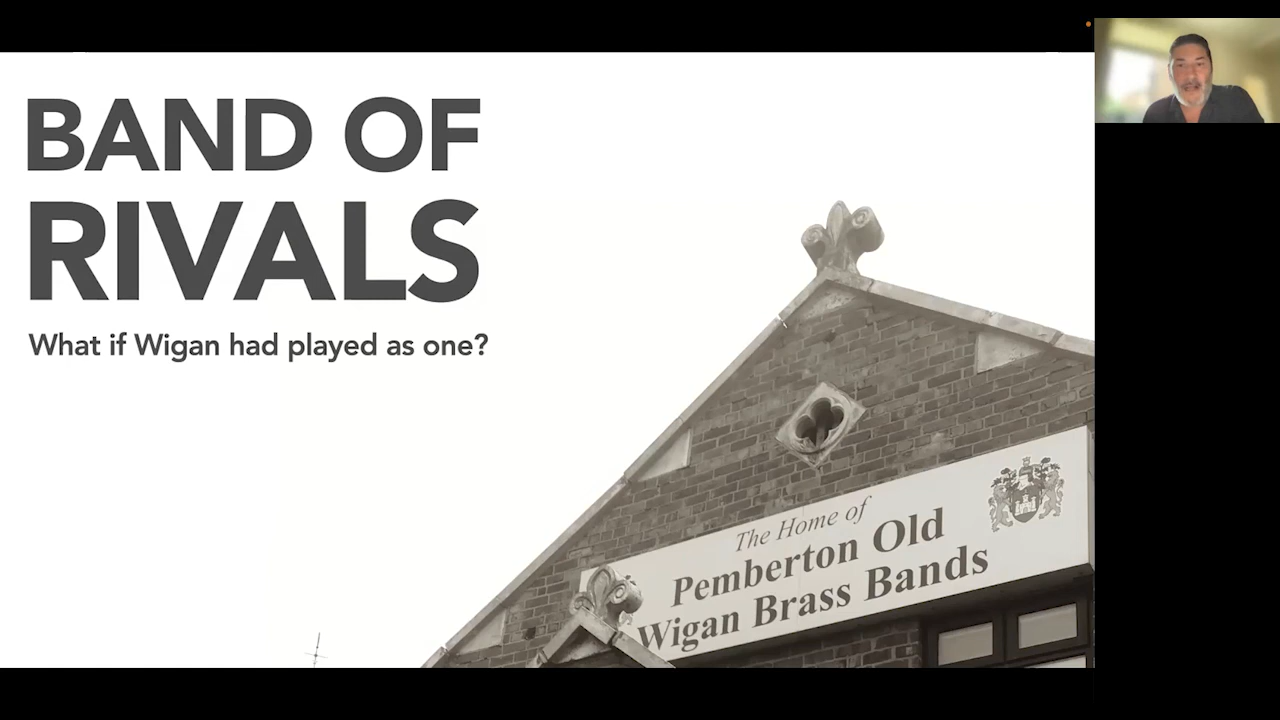 BAND OF
RIVALS
What if Wigan had played as one?
The Home of
Pemberton Old
Wigan Brass Bands